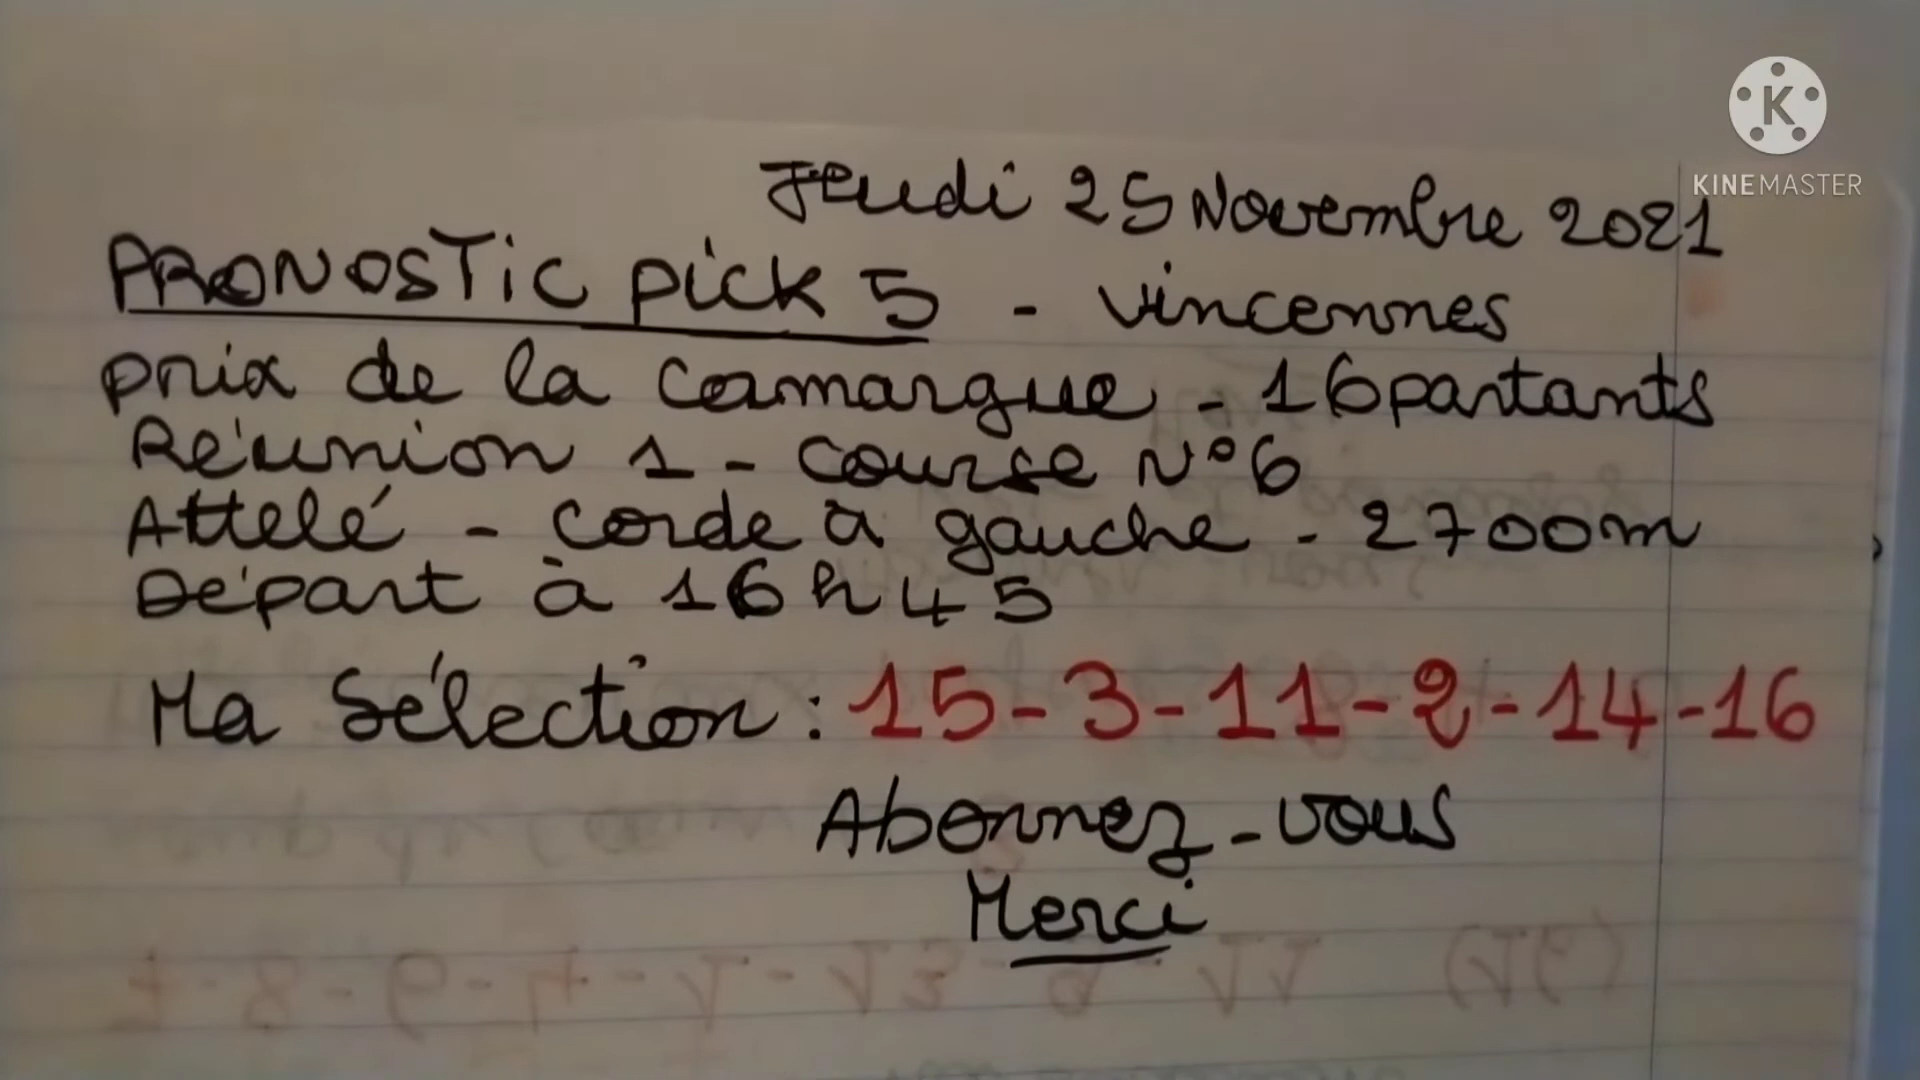 K
KINEMASTER
Jeudi 25 Novembre 2021
PRONOSTIC PICK 5 - Vincennes
prix de la Camargue - 16 partants
Réunion 1 - course N°6
Attelé - corde à gauche - 2700m
Départ à 16h45
Ma Sélection : 15-3-11-2-14-16
Abonnez-vous
Merci